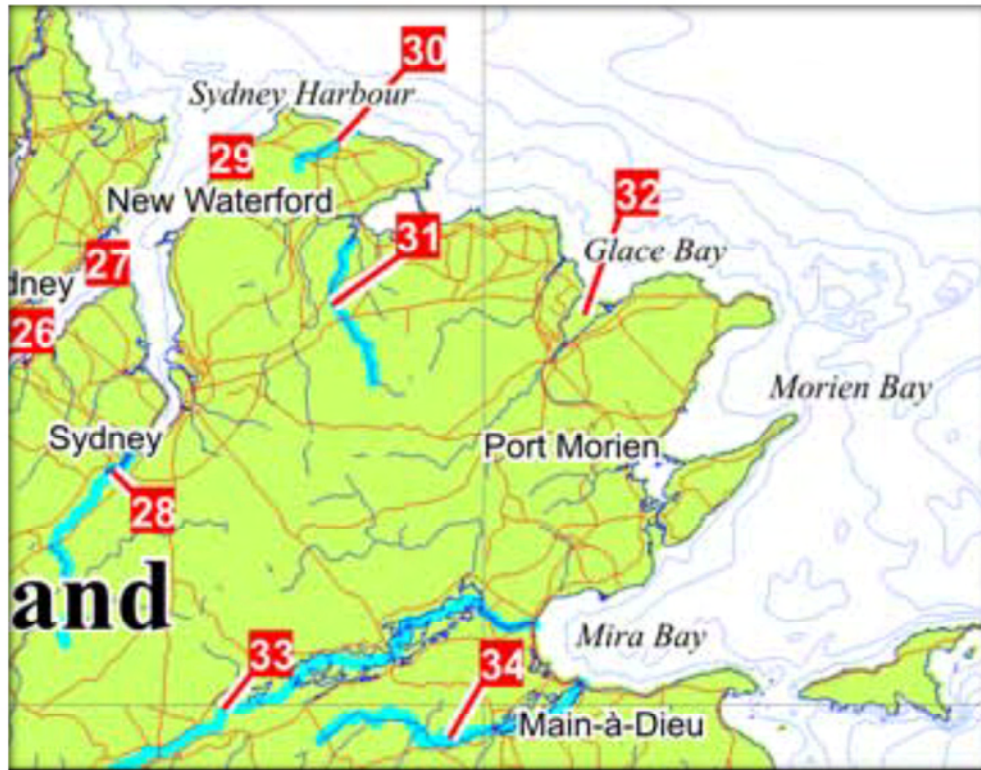 30
Sydney Harbour
29
New Waterford
32
31
Glace Bay
27
dney
26
Morien Bay
Sydney
Port Morien
28
and
Mira Bay
33
34
Main-à-Dieu